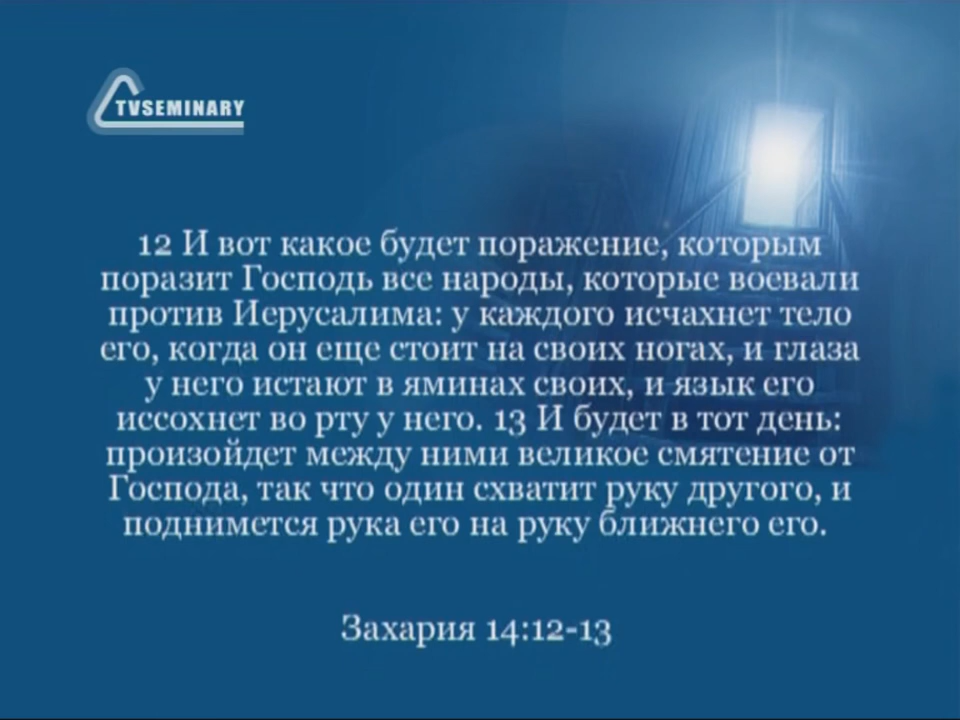 TVSEMINARY
12 И вот какое будет поражение, которым
поразит Господь все народы, которые воевали
против Иерусалима: у каждого исчахнет тело
его, когда он еще стоит на своих ногах, и глаза
у него истают в яминах своих, и язык его
иссохнет во рту у него. 13 И будет в тот день:
произойдет между ними великое смятение от
Господа, так что один схватит руку другого, и
поднимется рука его на руку ближнего его.
Захария 14:12-13